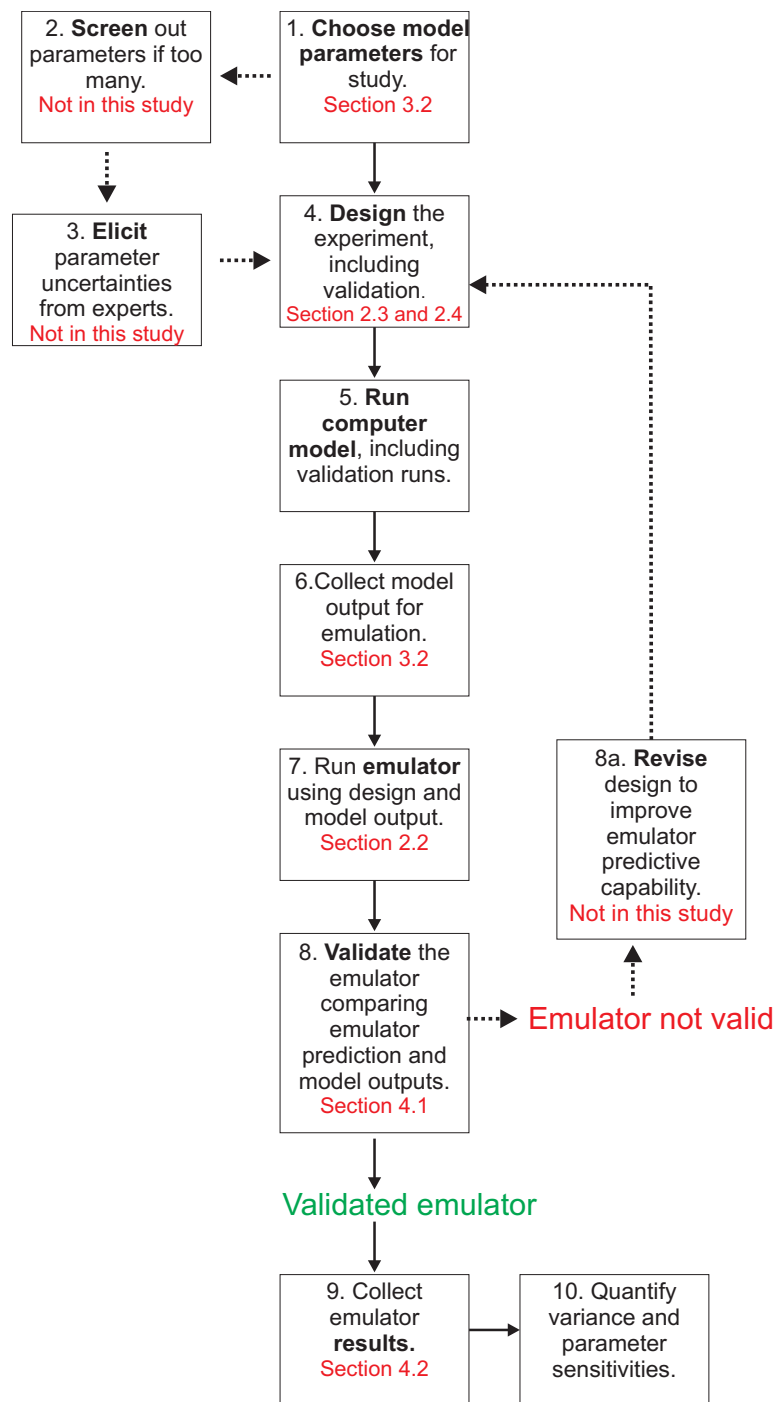 1. Choose model
parameters for
study.
Section 3.2
2. Screen out
parameters if too
many.
Not in this study
3. Elicit
parameter
uncertainties
from experts.
Not in this study
4. Design the
experiment,
including
validation.
Section 2.3 and 2.4
5. Run
computer
model, including
validation runs.
6.Collect model
output for
emulation.
Section 3.2
7. Run emulator
using design and
model output.
Section 2.2
8. Validate the
emulator
comparing
emulator
prediction and
model outputs.
Section 4.1
Emulator not valid
8a. Revise
design to
improve
emulator
predictive
capability.
Not in this study
Validated emulator
9. Collect
emulator
results.
Section 4.2
10. Quantify
variance and
parameter
sensitivities.